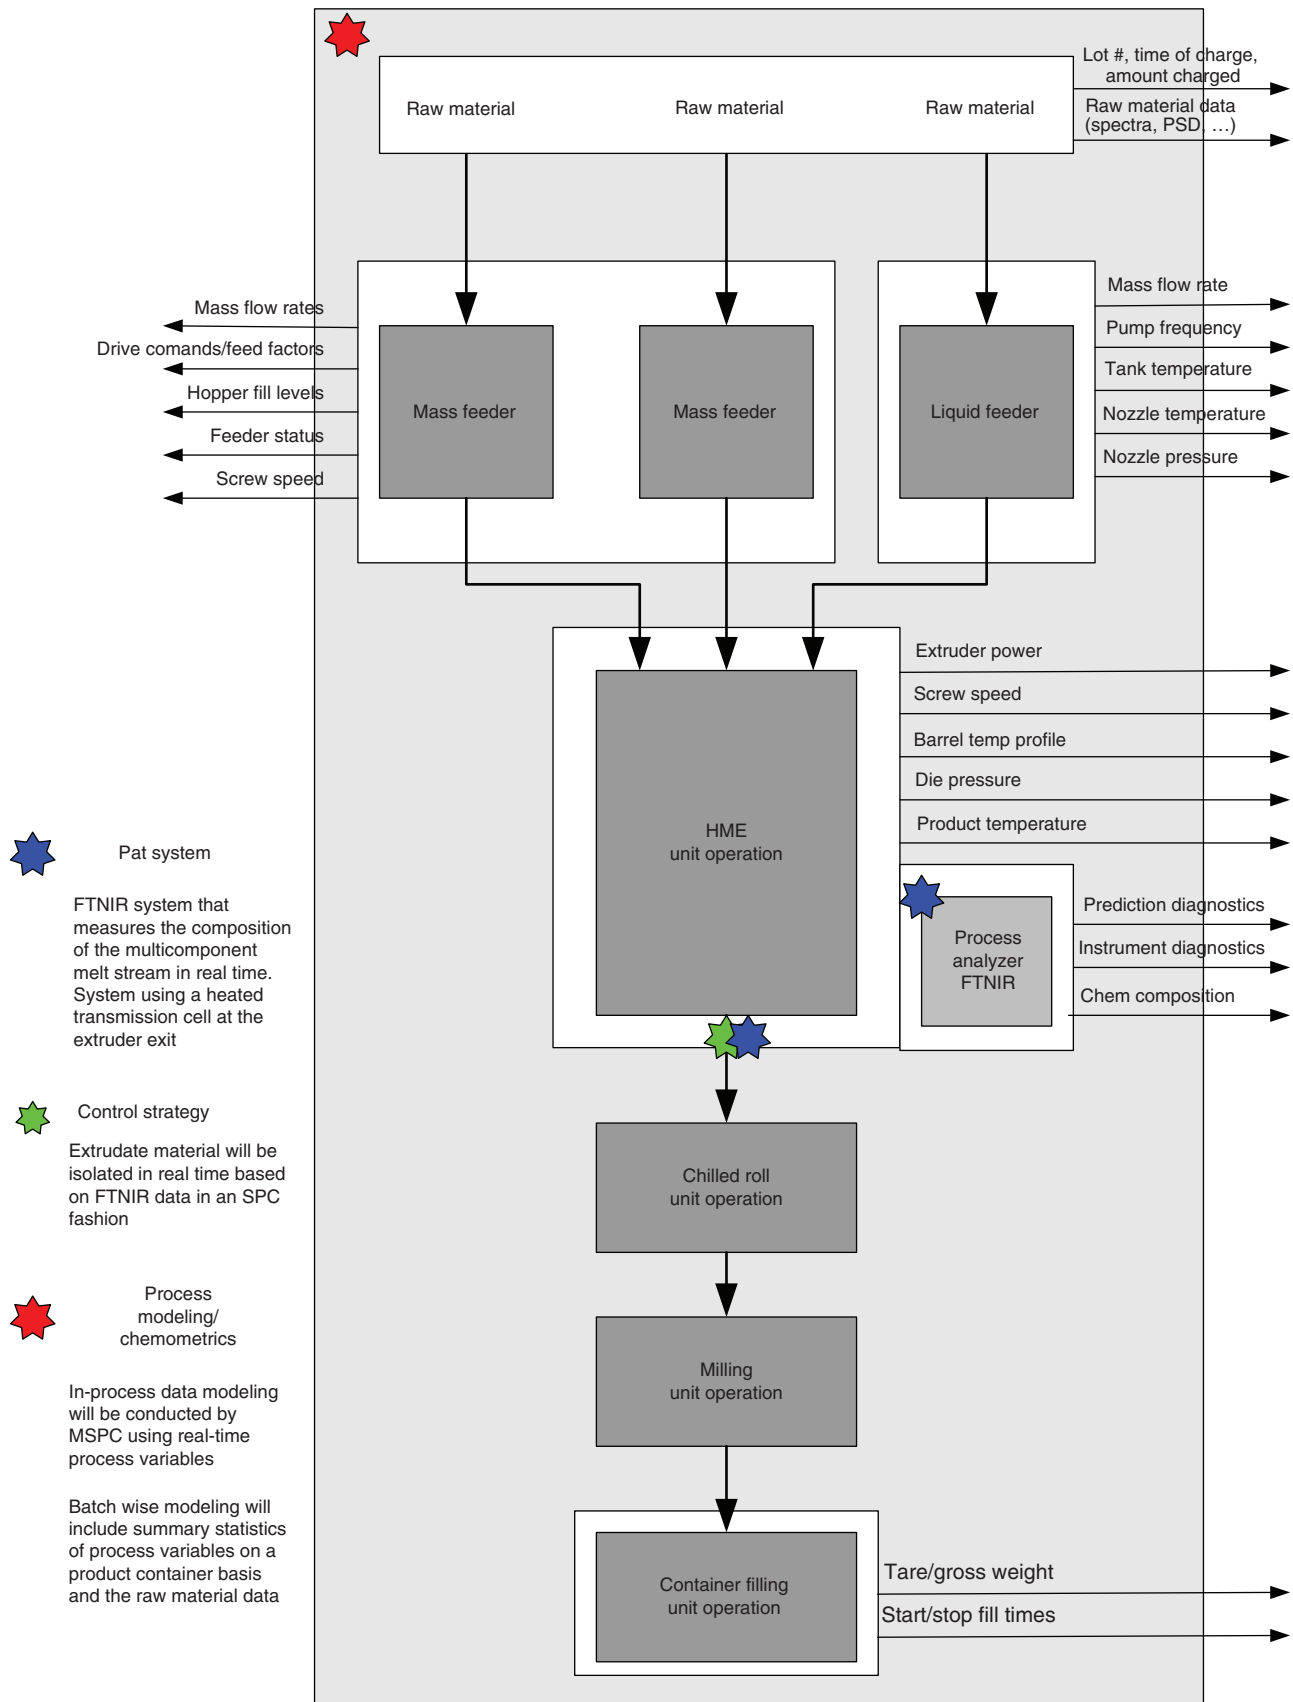 Lot #, time of charge,
amount charged
Raw material data
(spectra, PSD, …)
Raw material
Raw material
Raw material
Mass flow rates
Drive comands/feed factors
Hopper fill levels
Feeder status
Screw speed
Mass feeder
Mass feeder
Liquid feeder
Mass flow rate
Pump frequency
Tank temperature
Nozzle temperature
Nozzle pressure
HME
unit operation
Extruder power
Screw speed
Barrel temp profile
Die pressure
Product temperature
Process
analyzer
FTNIR
Prediction diagnostics
Instrument diagnostics
Chem composition
Chilled roll
unit operation
Milling
unit operation
Container filling
unit operation
Tare/gross weight
Start/stop fill times
Pat system
FTNIR system that
measures the composition
of the multicomponent
melt stream in real time.
System using a heated
transmission cell at the
extruder exit
Control strategy
Extrudate material will be
isolated in real time based
on FTNIR data in an SPC
fashion
Process
modeling/
chemometrics
In-process data modeling
will be conducted by
MSPC using real-time
process variables
Batch wise modeling will
include summary statistics
of process variables on a
product container basis
and the raw material data